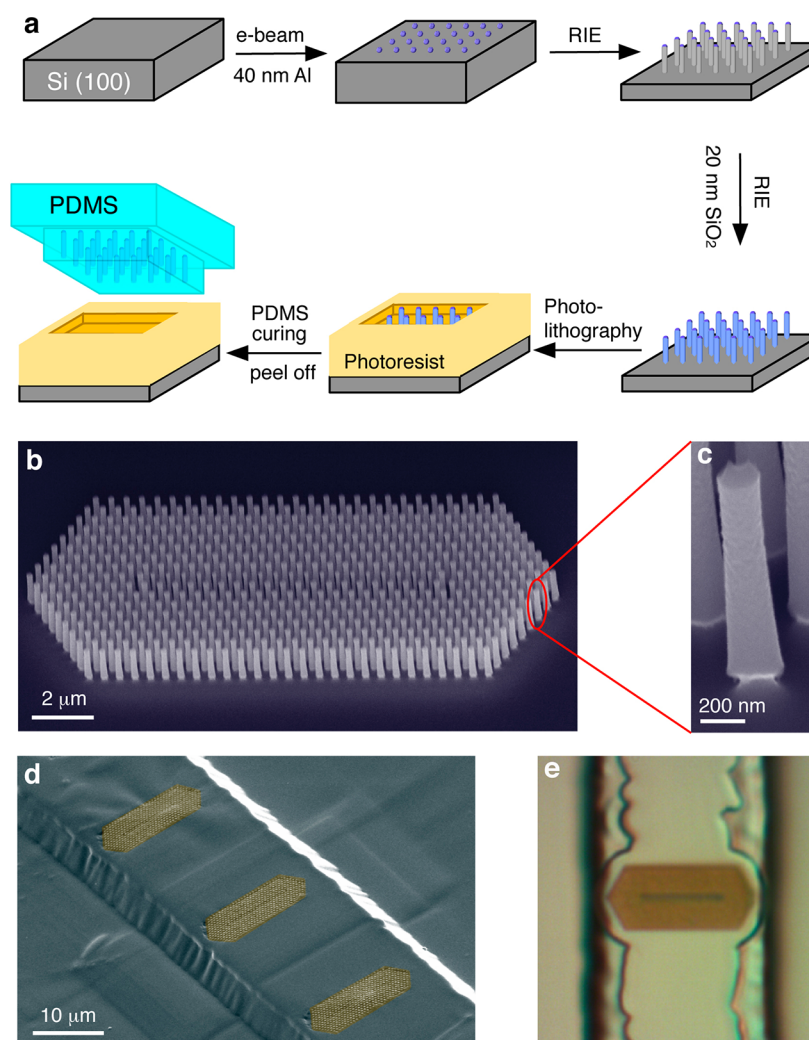 a
Si (100)
e-beam
40 nm Al
RIE
RIE
20 nm SiO₂
PDMS
PDMS
curing
peel off
Photoresist
Photo-
lithography
b
2 μm
c
200 nm
d
10 μm
e